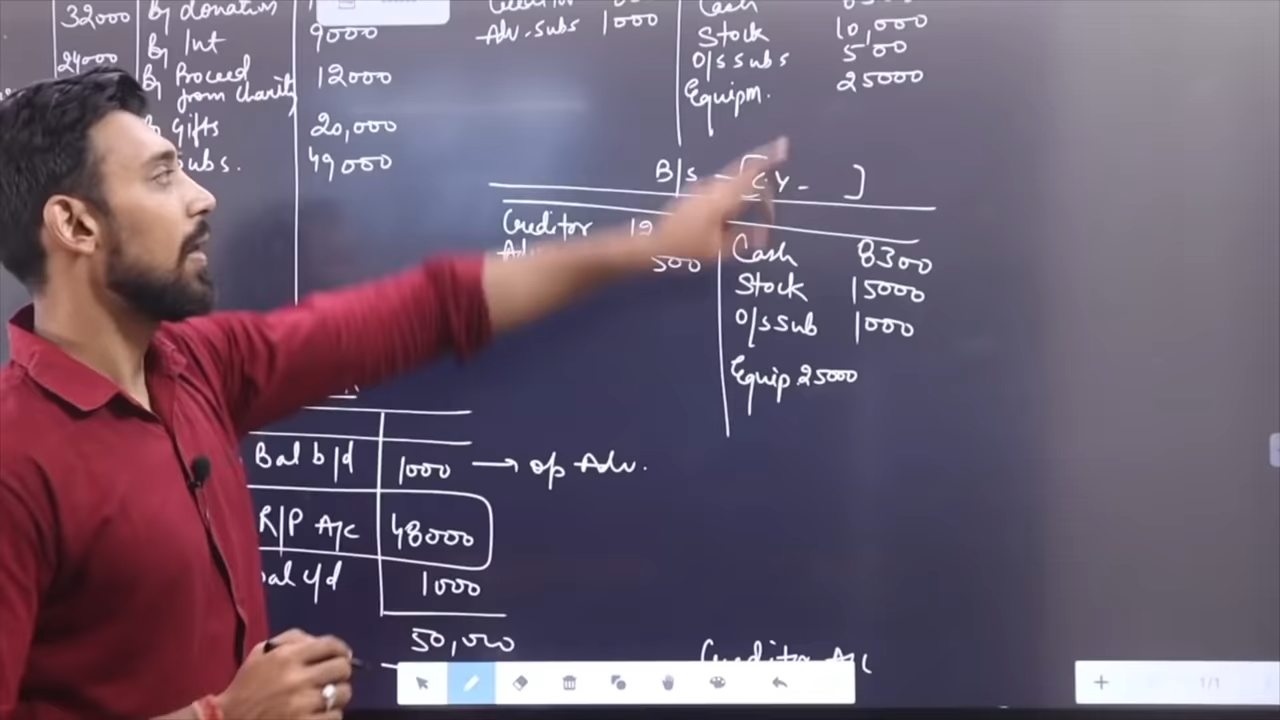 32000 By donation
By Int 9000
24000 By Proceed 12000
from charity
Gifts 20,000
Subs. 49000
Adv. Subs 1000
Cash
Stock 10,000
O/s subs 500
Equipm. 25000
B/s - [C.Y- ]
Creditor
500
Cash 8300
Stock 15000
O/s sub 1000
Equip 25000
Bal b/d 1000 → op Adv.
R/P A/C 48000
Bal c/d 1000
50,000
Creditor A/C
1/1